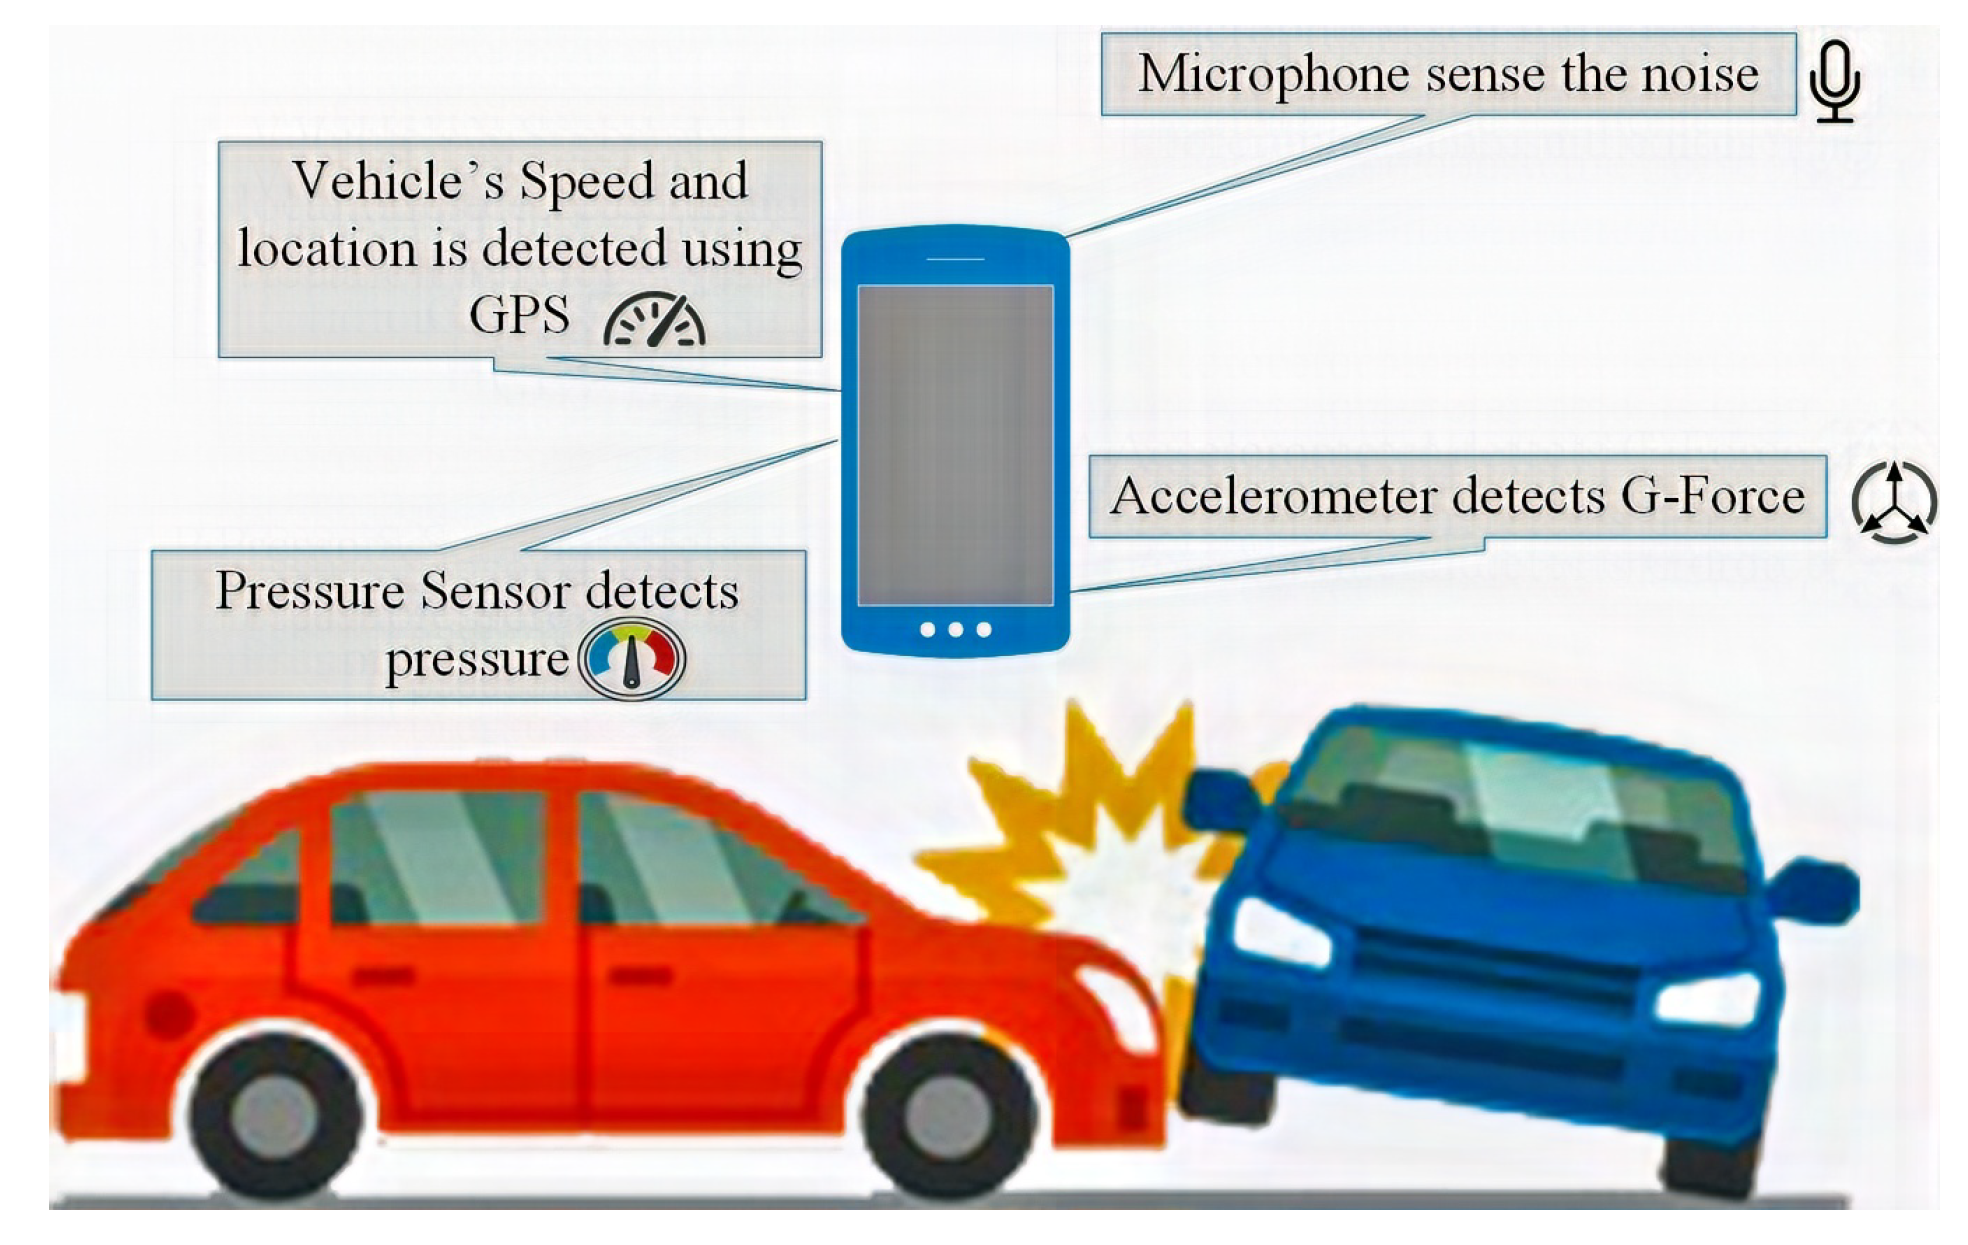 Microphone sense the noise
Vehicle’s Speed and
location is detected using
GPS
Accelerometer detects G-Force
Pressure Sensor detects
pressure